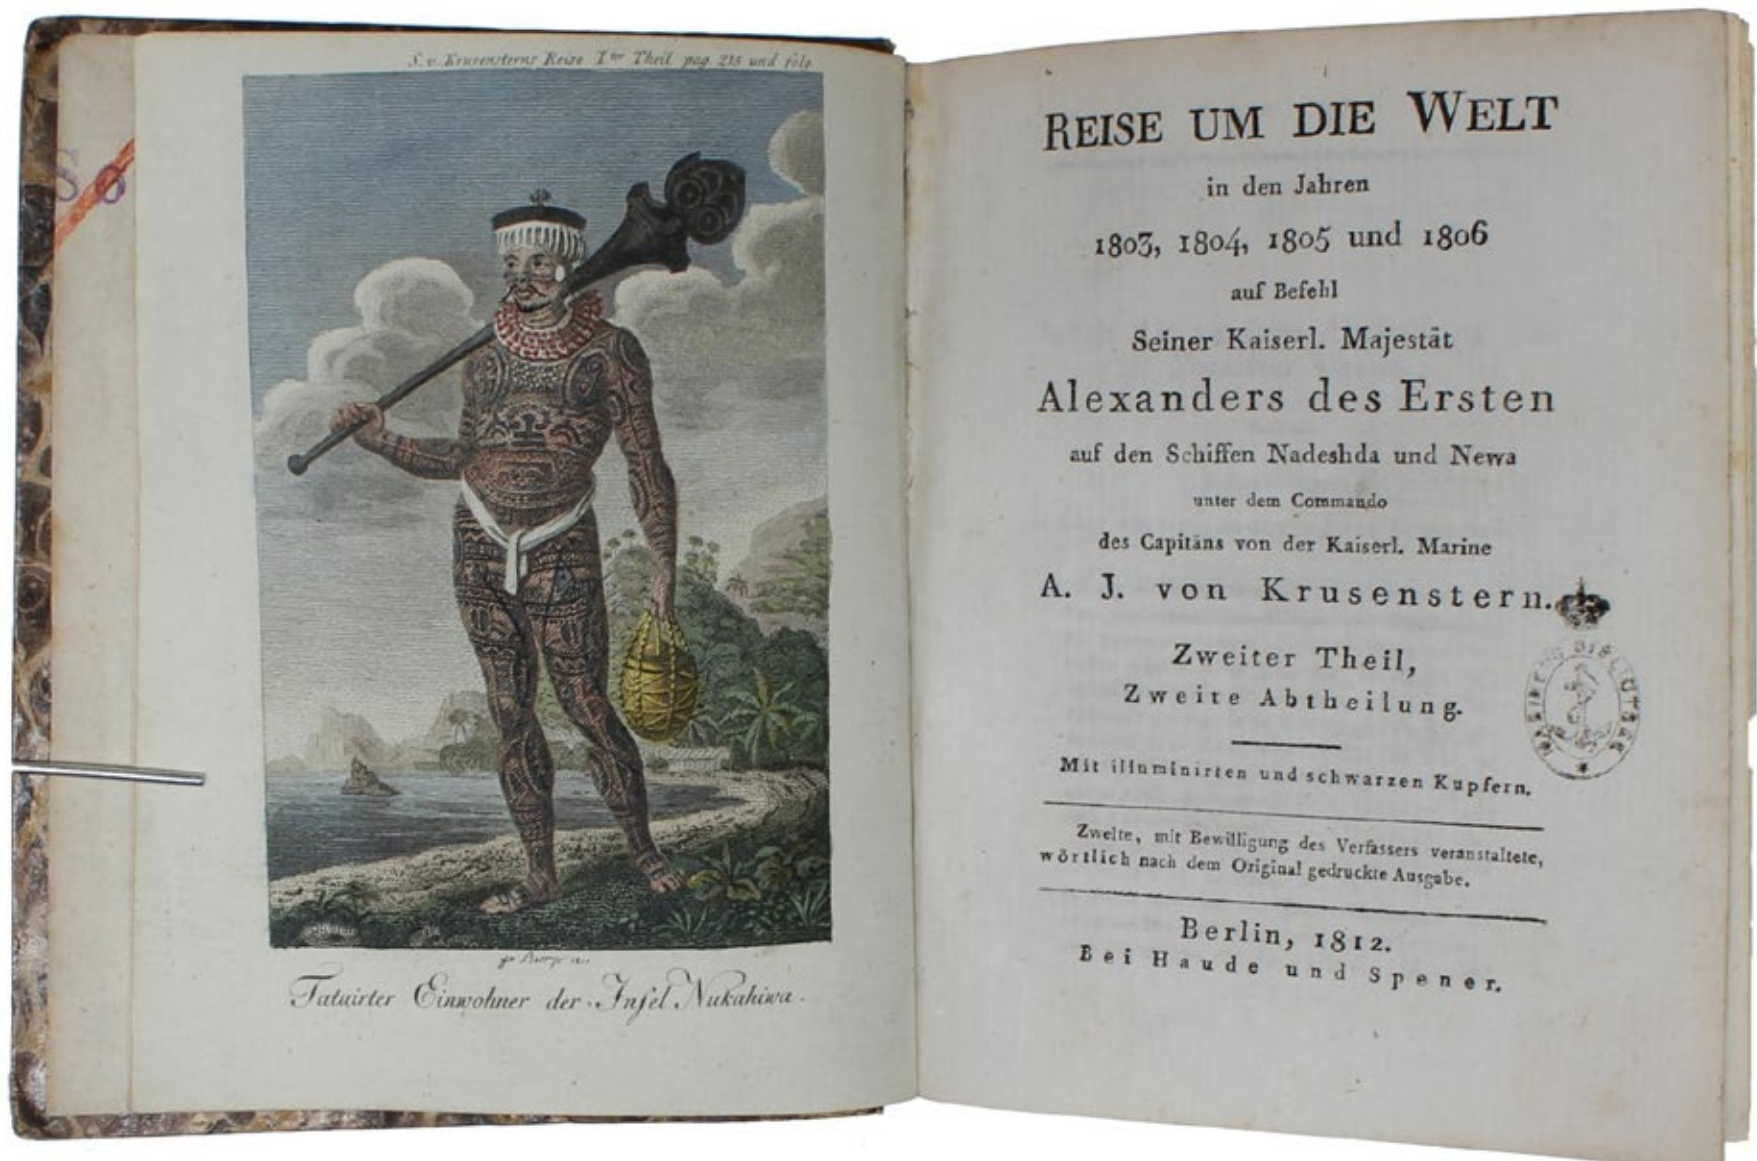 S. v. Krusensterns Reise Iter Theil pag. 235 und folg.
Tatuirter Einwohner der Insel Nukahiwa.
REISE UM DIE WELT
in den Jahren
1803, 1804, 1805 und 1806
auf Befehl
Seiner Kaiserl. Majestät
Alexanders des Ersten
auf den Schiffen Nadeshda und Newa
unter dem Commando
des Capitäns von der Kaiserl. Marine
A. J. von Krusenstern.
Zweiter Theil,
Zweite Abtheilung.
Mit illuminirten und schwarzen Kupfern.
Zweite, mit Bewilligung des Verfassers veranstaltete,
wörtlich nach dem Original gedruckte Ausgabe.
Berlin, 1812.
Bei Haude und Spener.